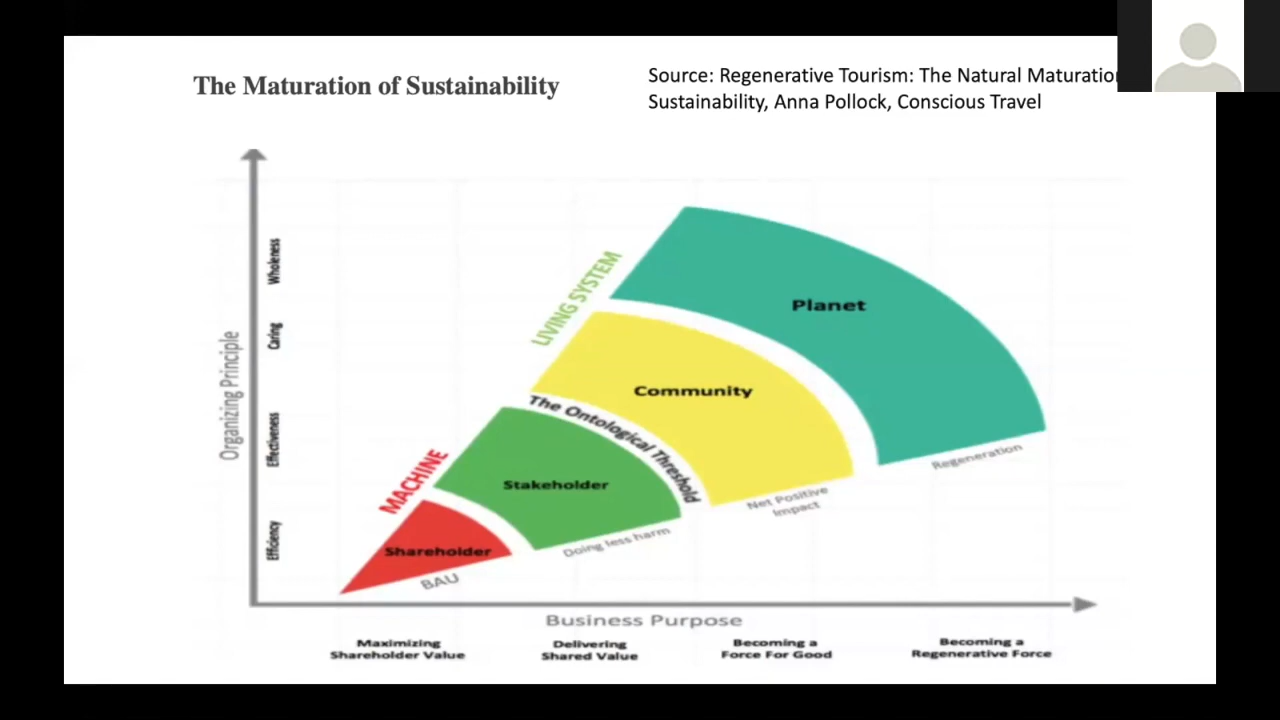 The Maturation of Sustainability
Source: Regenerative Tourism: The Natural
Sustainability, Anna Pollock, Conscious Travel
Organizing Principle
Wholeness
Caring
Effectiveness
Efficiency
LIVING SYSTEM
MACHINE
Planet
Regeneration
Community
Net Positive
Impact
The Ontological Threshold
Stakeholder
Doing less harm
Shareholder
BAU
Business Purpose
Maximizing
Shareholder Value
Delivering
Shared Value
Becoming a
Force For Good
Becoming a
Regenerative Force